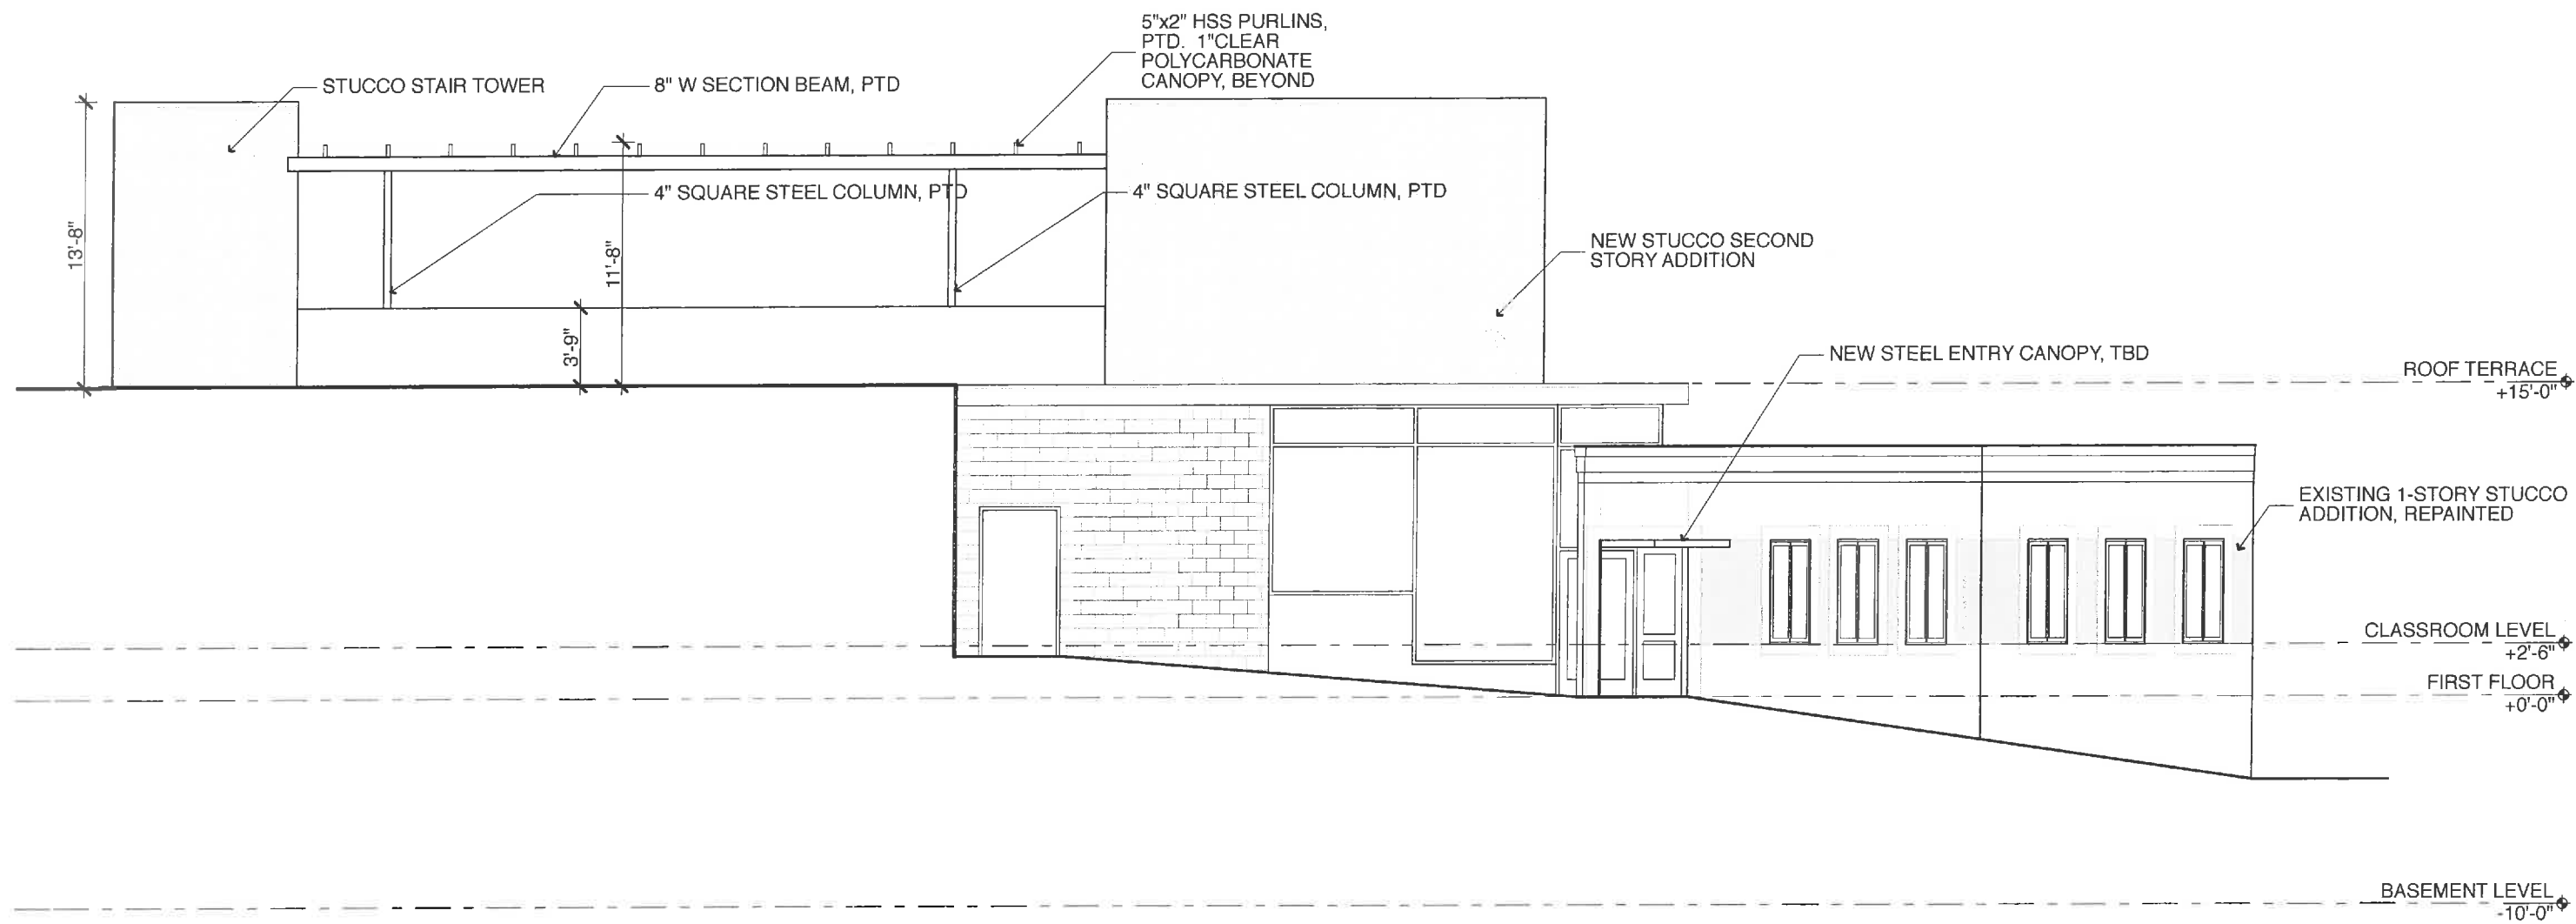 5"x2" HSS PURLINS,
PTD. 1"CLEAR
POLYCARBONATE
CANOPY, BEYOND
STUCCO STAIR TOWER
8" W SECTION BEAM, PTD
4" SQUARE STEEL COLUMN, PTD
4" SQUARE STEEL COLUMN, PTD
13'-8"
11'-8"
3'-9"
NEW STUCCO SECOND
STORY ADDITION
NEW STEEL ENTRY CANOPY, TBD
ROOF TERRACE
+15'-0"
EXISTING 1-STORY STUCCO
ADDITION, REPAINTED
CLASSROOM LEVEL
+2'-6"
FIRST FLOOR
+0'-0"
BASEMENT LEVEL
-10'-0"